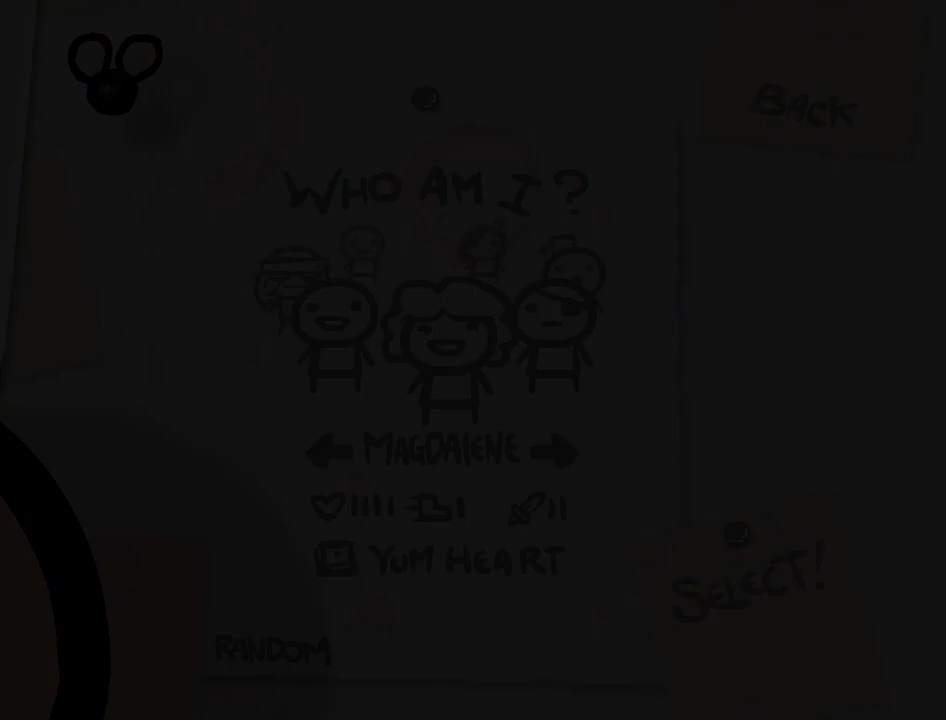 BACK
WHO AM I?
MAGDALENE
YUM HEART
SELECT!
RANDOM